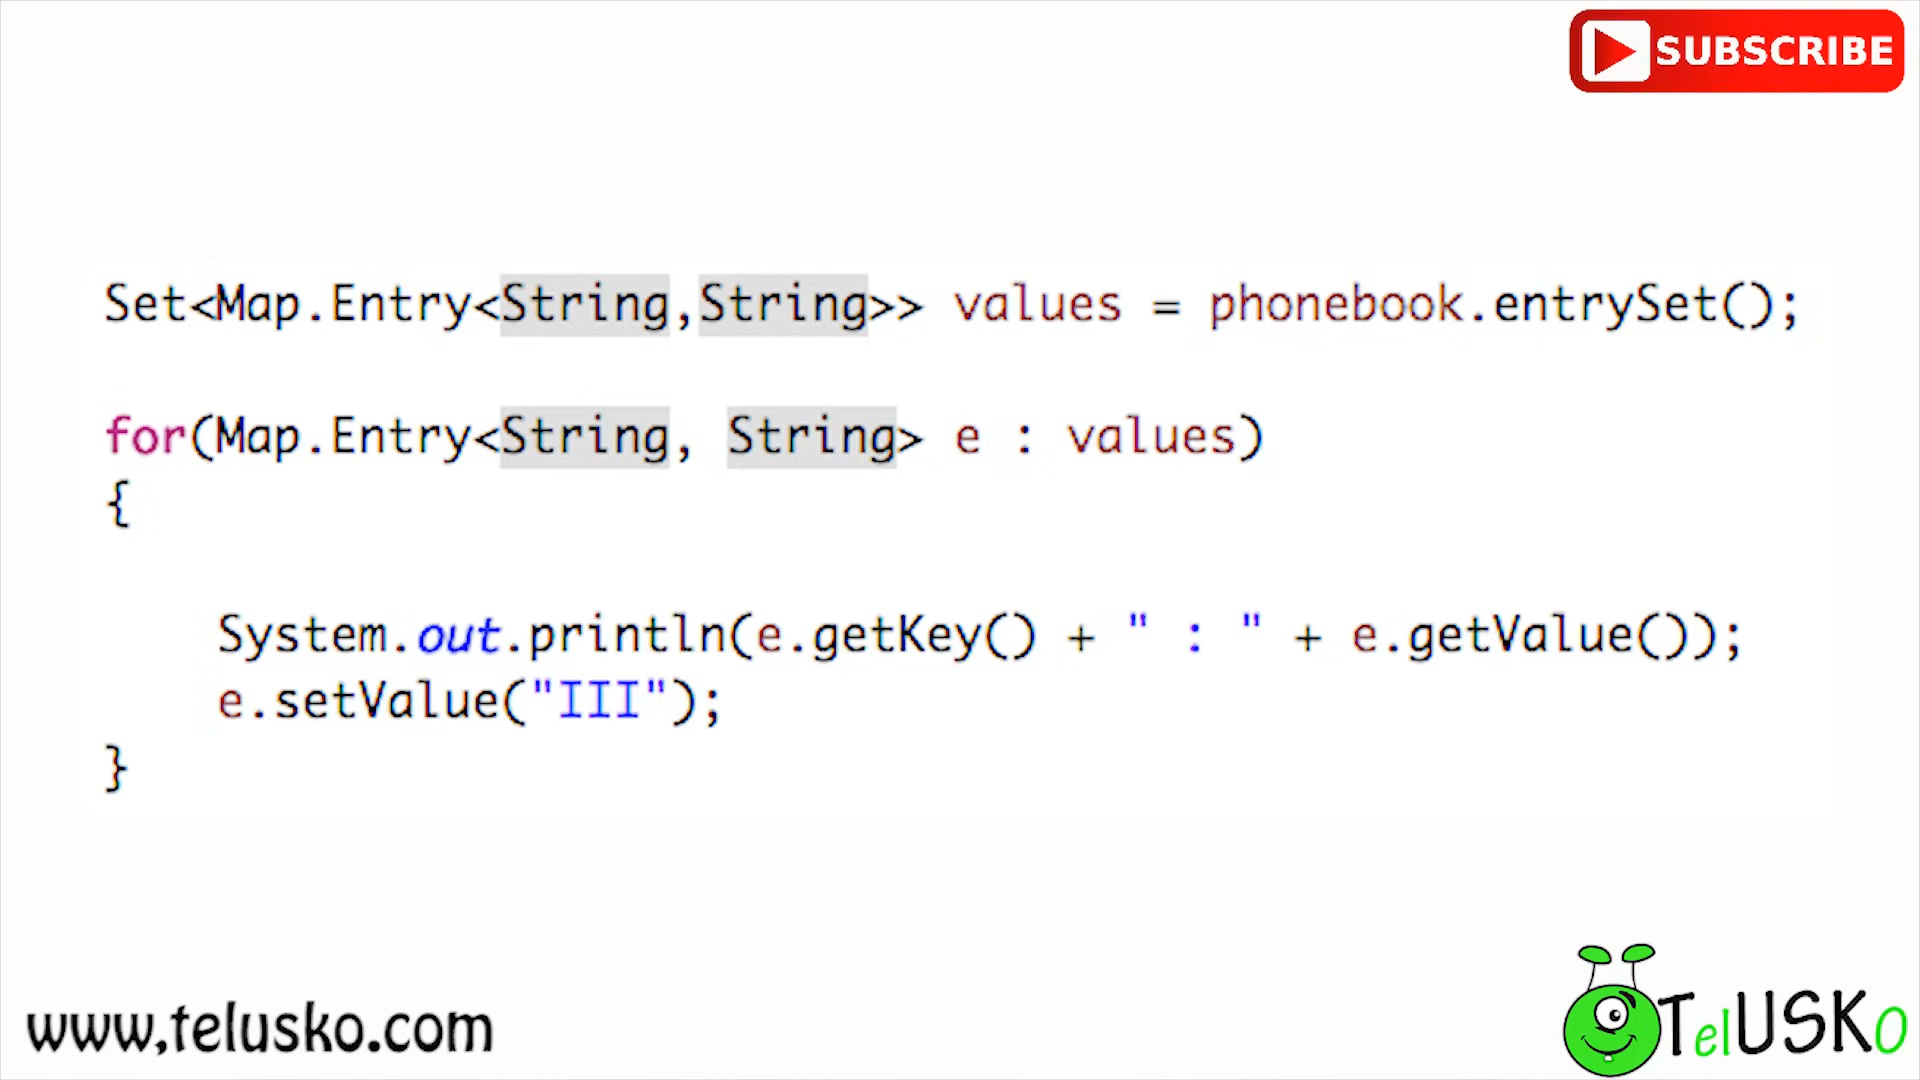 SUBSCRIBE
Set<Map.Entry<String,String>> values = phonebook.entrySet();
for(Map.Entry<String, String> e : values)
{
System.out.println(e.getKey() + " : " + e.getValue());
e.setValue("III");
}
www.telusko.com
TelUSKo